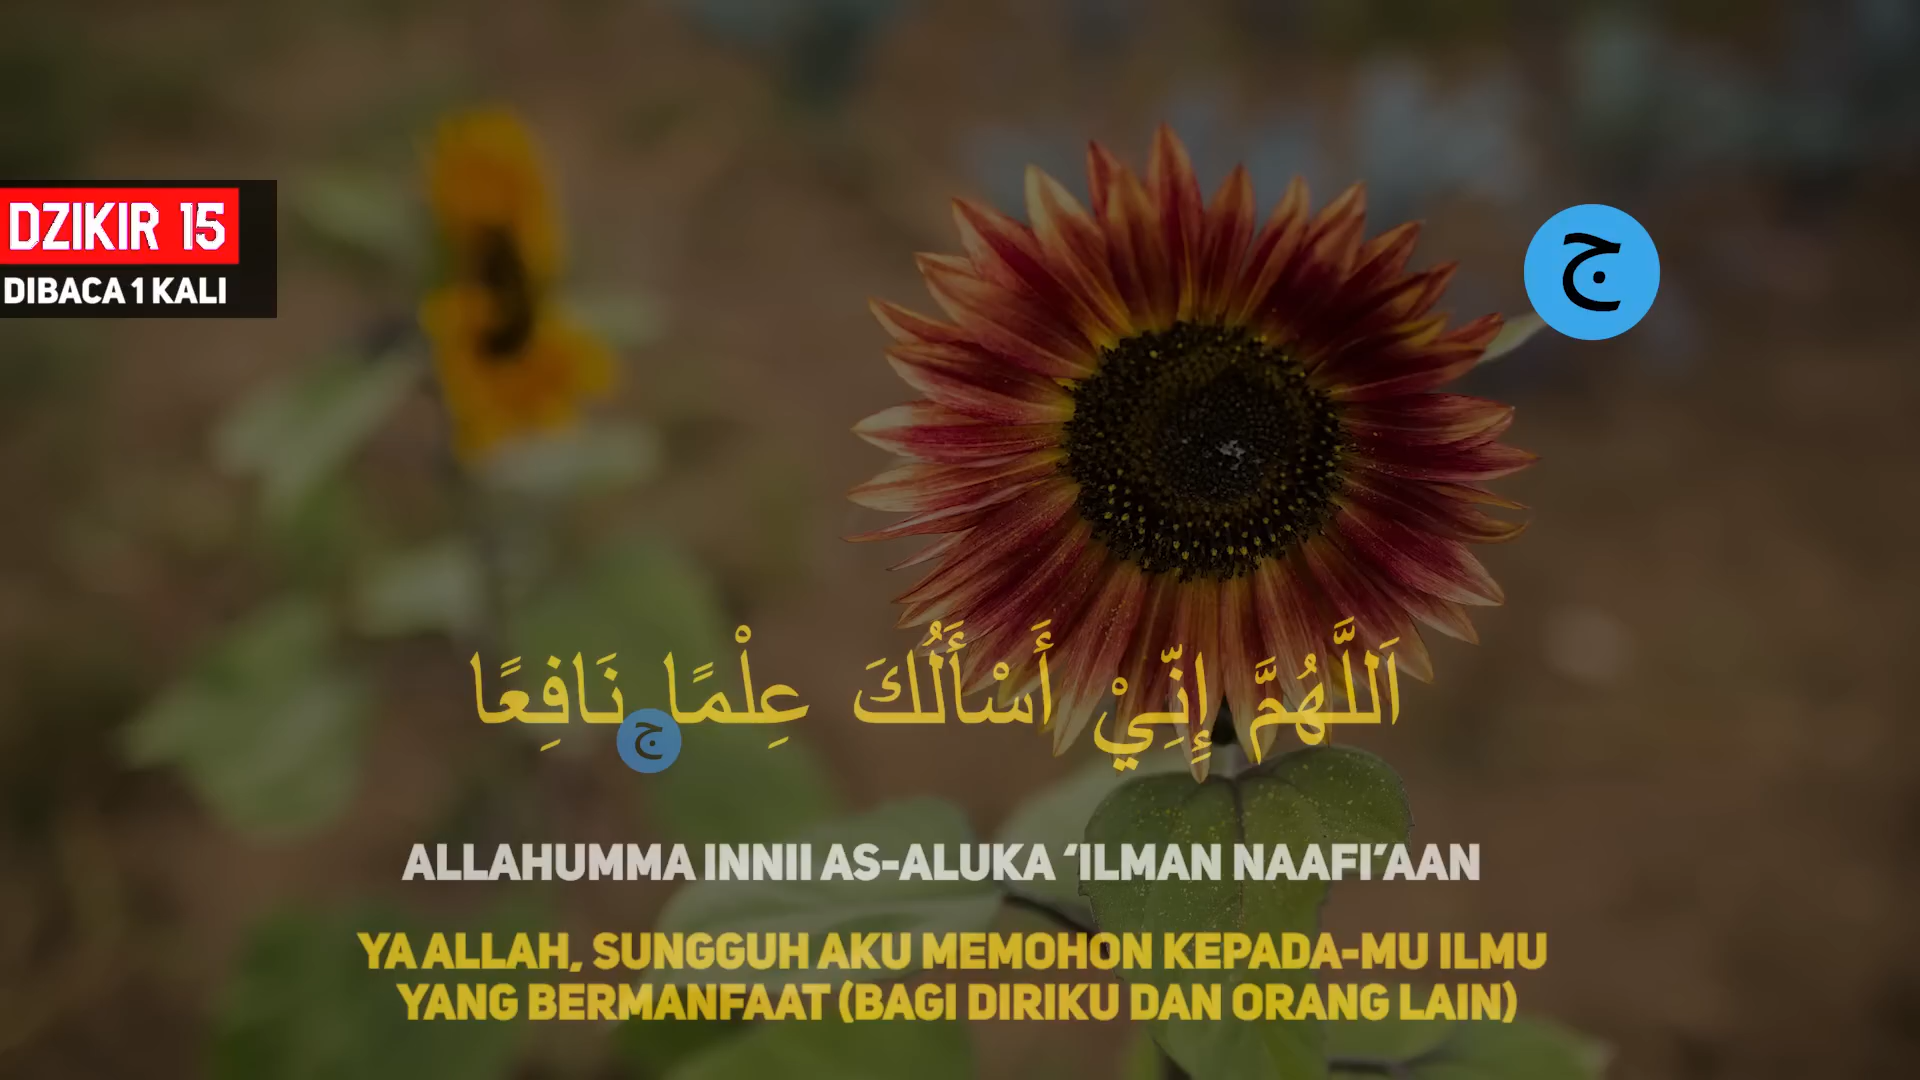 DZIKIR 15
DIBACA 1 KALI
ج
اَللَّهُمَّ إِنِّيْ أَسْأَلُكَ عِلْمًا نَافِعًا
ج
ALLAHUMMA INNII AS-ALUKA ‘ILMAN NAAFI’AAN
YA ALLAH, SUNGGUH AKU MEMOHON KEPADA-MU ILMU
YANG BERMANFAAT (BAGI DIRIKU DAN ORANG LAIN)